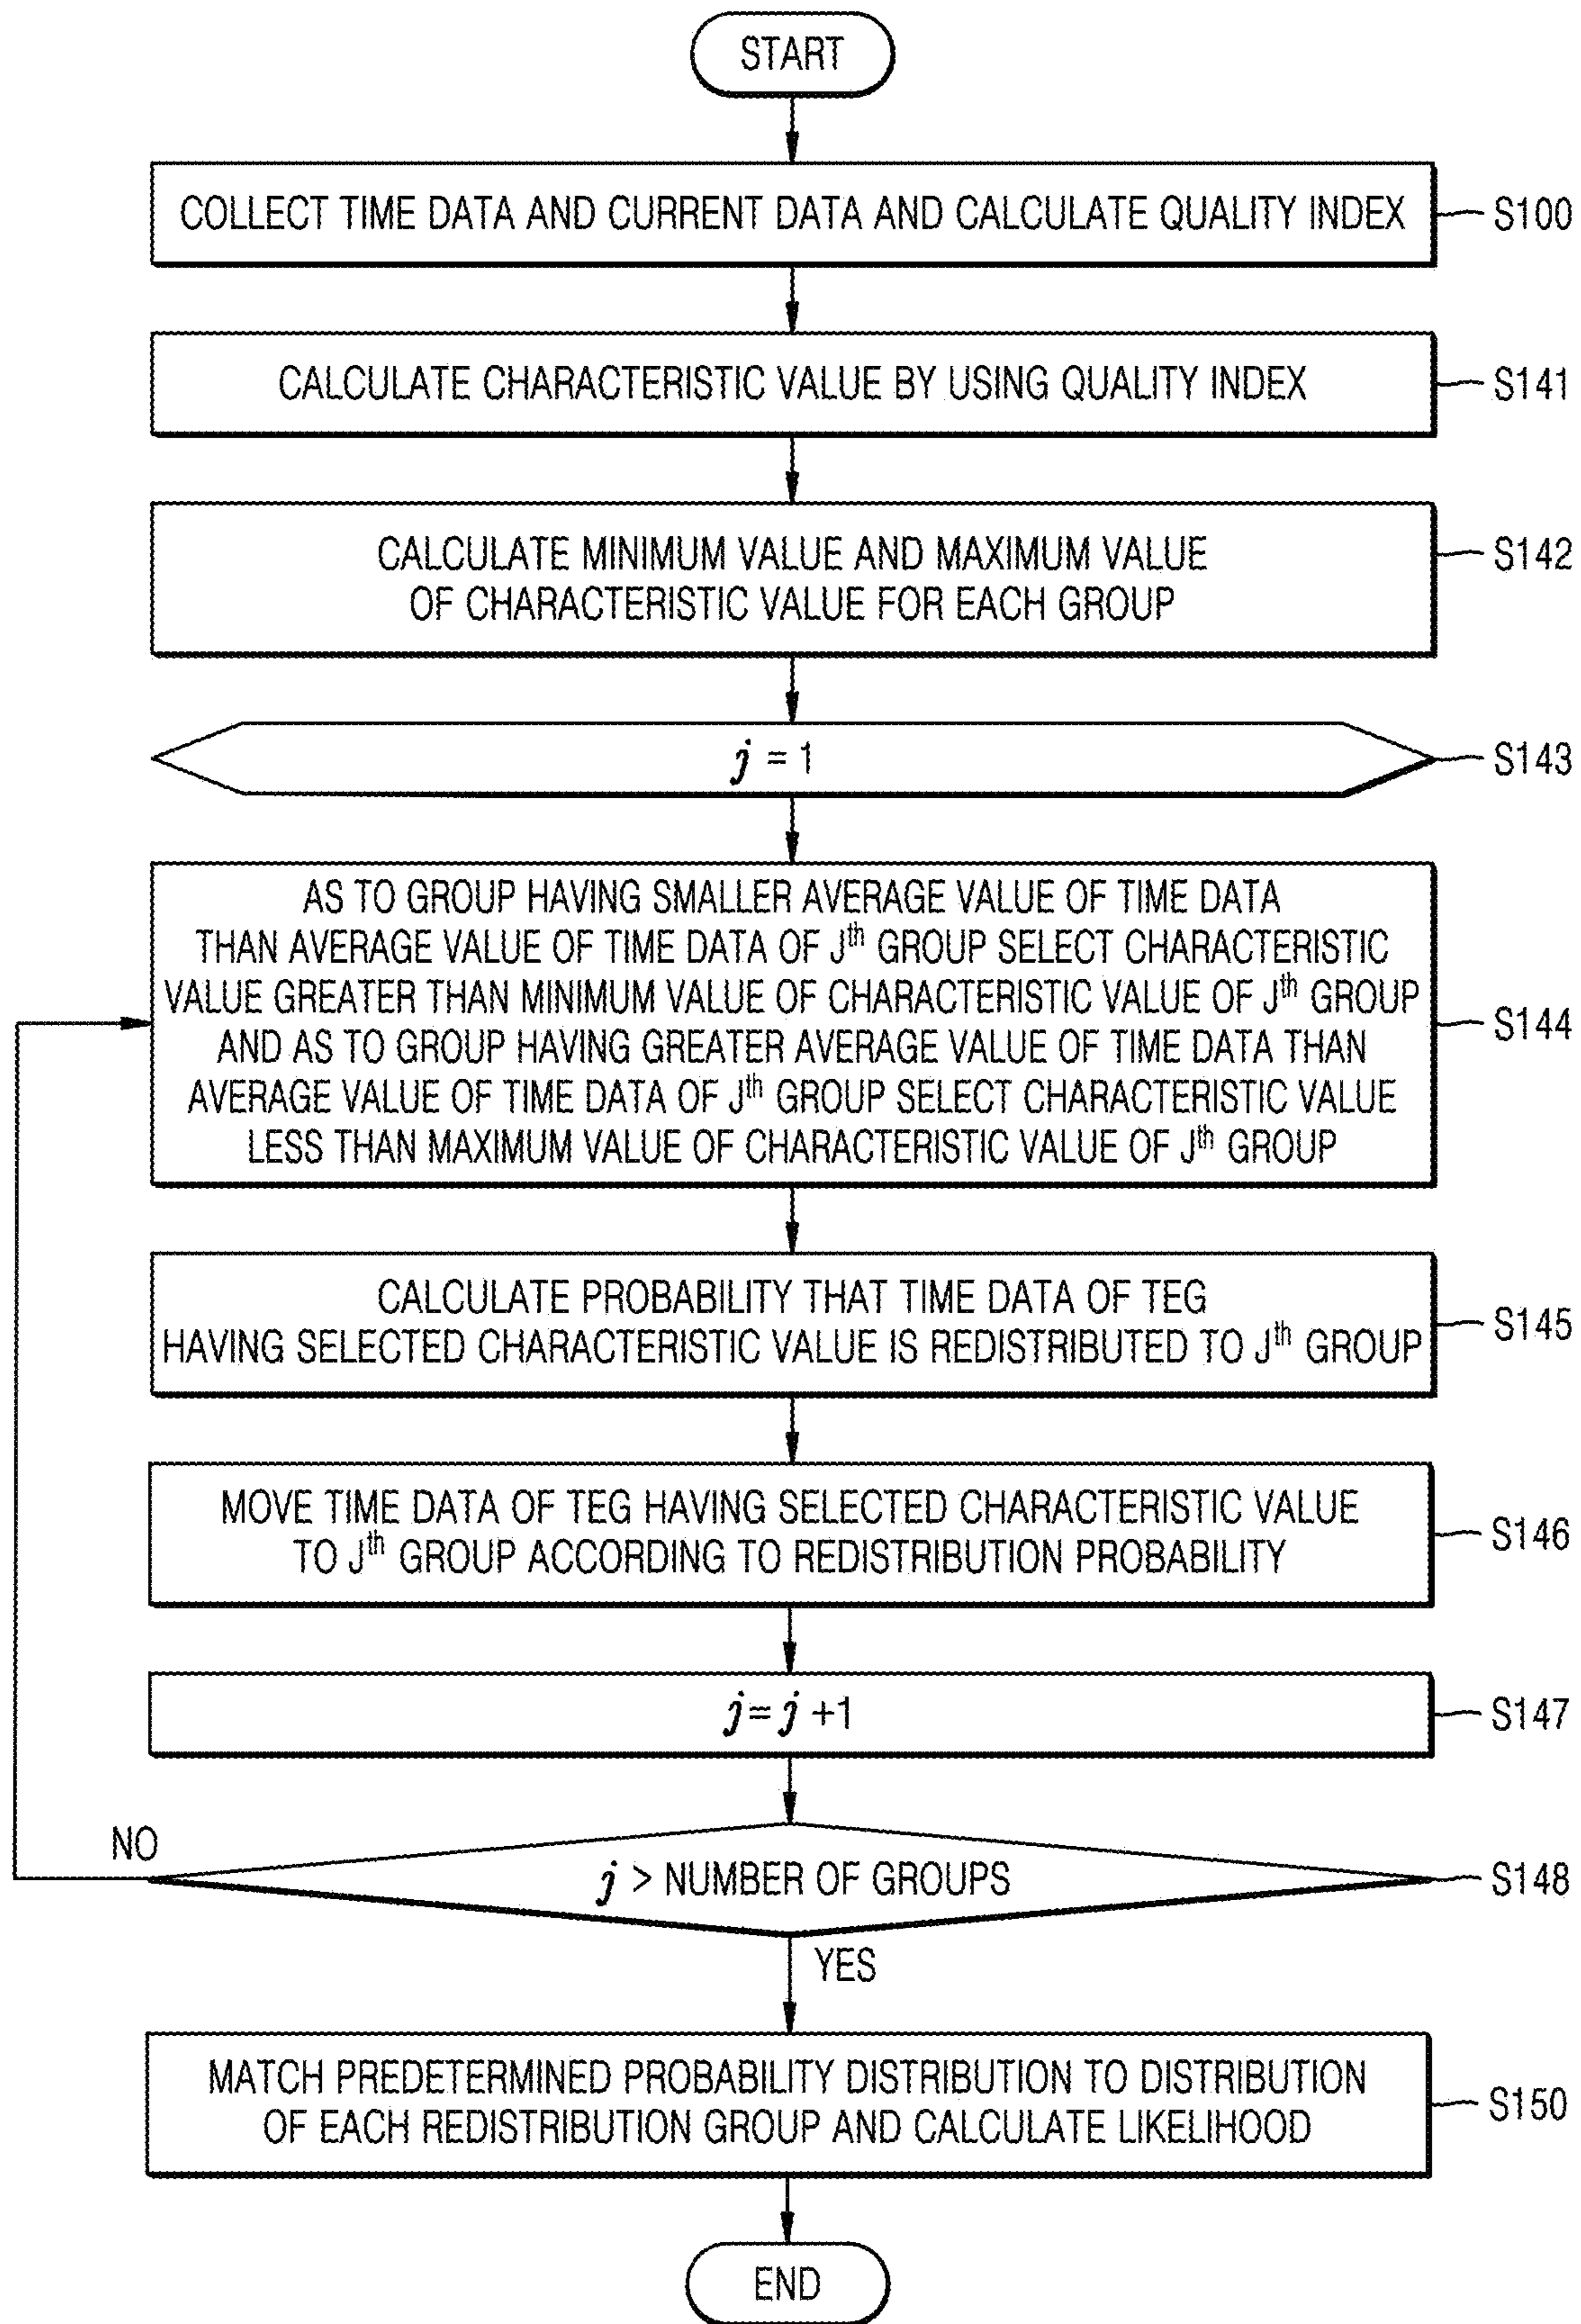 START
COLLECT TIME DATA AND CURRENT DATA AND CALCULATE QUALITY INDEX
S100
CALCULATE CHARACTERISTIC VALUE BY USING QUALITY INDEX
S141
CALCULATE MINIMUM VALUE AND MAXIMUM VALUE
OF CHARACTERISTIC VALUE FOR EACH GROUP
S142
j = 1
S143
AS TO GROUP HAVING SMALLER AVERAGE VALUE OF TIME DATA
THAN AVERAGE VALUE OF TIME DATA OF Jth GROUP SELECT CHARACTERISTIC
VALUE GREATER THAN MINIMUM VALUE OF CHARACTERISTIC VALUE OF Jth GROUP
AND AS TO GROUP HAVING GREATER AVERAGE VALUE OF TIME DATA THAN
AVERAGE VALUE OF TIME DATA OF Jth GROUP SELECT CHARACTERISTIC VALUE
LESS THAN MAXIMUM VALUE OF CHARACTERISTIC VALUE OF Jth GROUP
S144
CALCULATE PROBABILITY THAT TIME DATA OF TEG
HAVING SELECTED CHARACTERISTIC VALUE IS REDISTRIBUTED TO Jth GROUP
S145
MOVE TIME DATA OF TEG HAVING SELECTED CHARACTERISTIC VALUE
TO Jth GROUP ACCORDING TO REDISTRIBUTION PROBABILITY
S146
j = j +1
S147
NO
j > NUMBER OF GROUPS
S148
YES
MATCH PREDETERMINED PROBABILITY DISTRIBUTION TO DISTRIBUTION
OF EACH REDISTRIBUTION GROUP AND CALCULATE LIKELIHOOD
S150
END